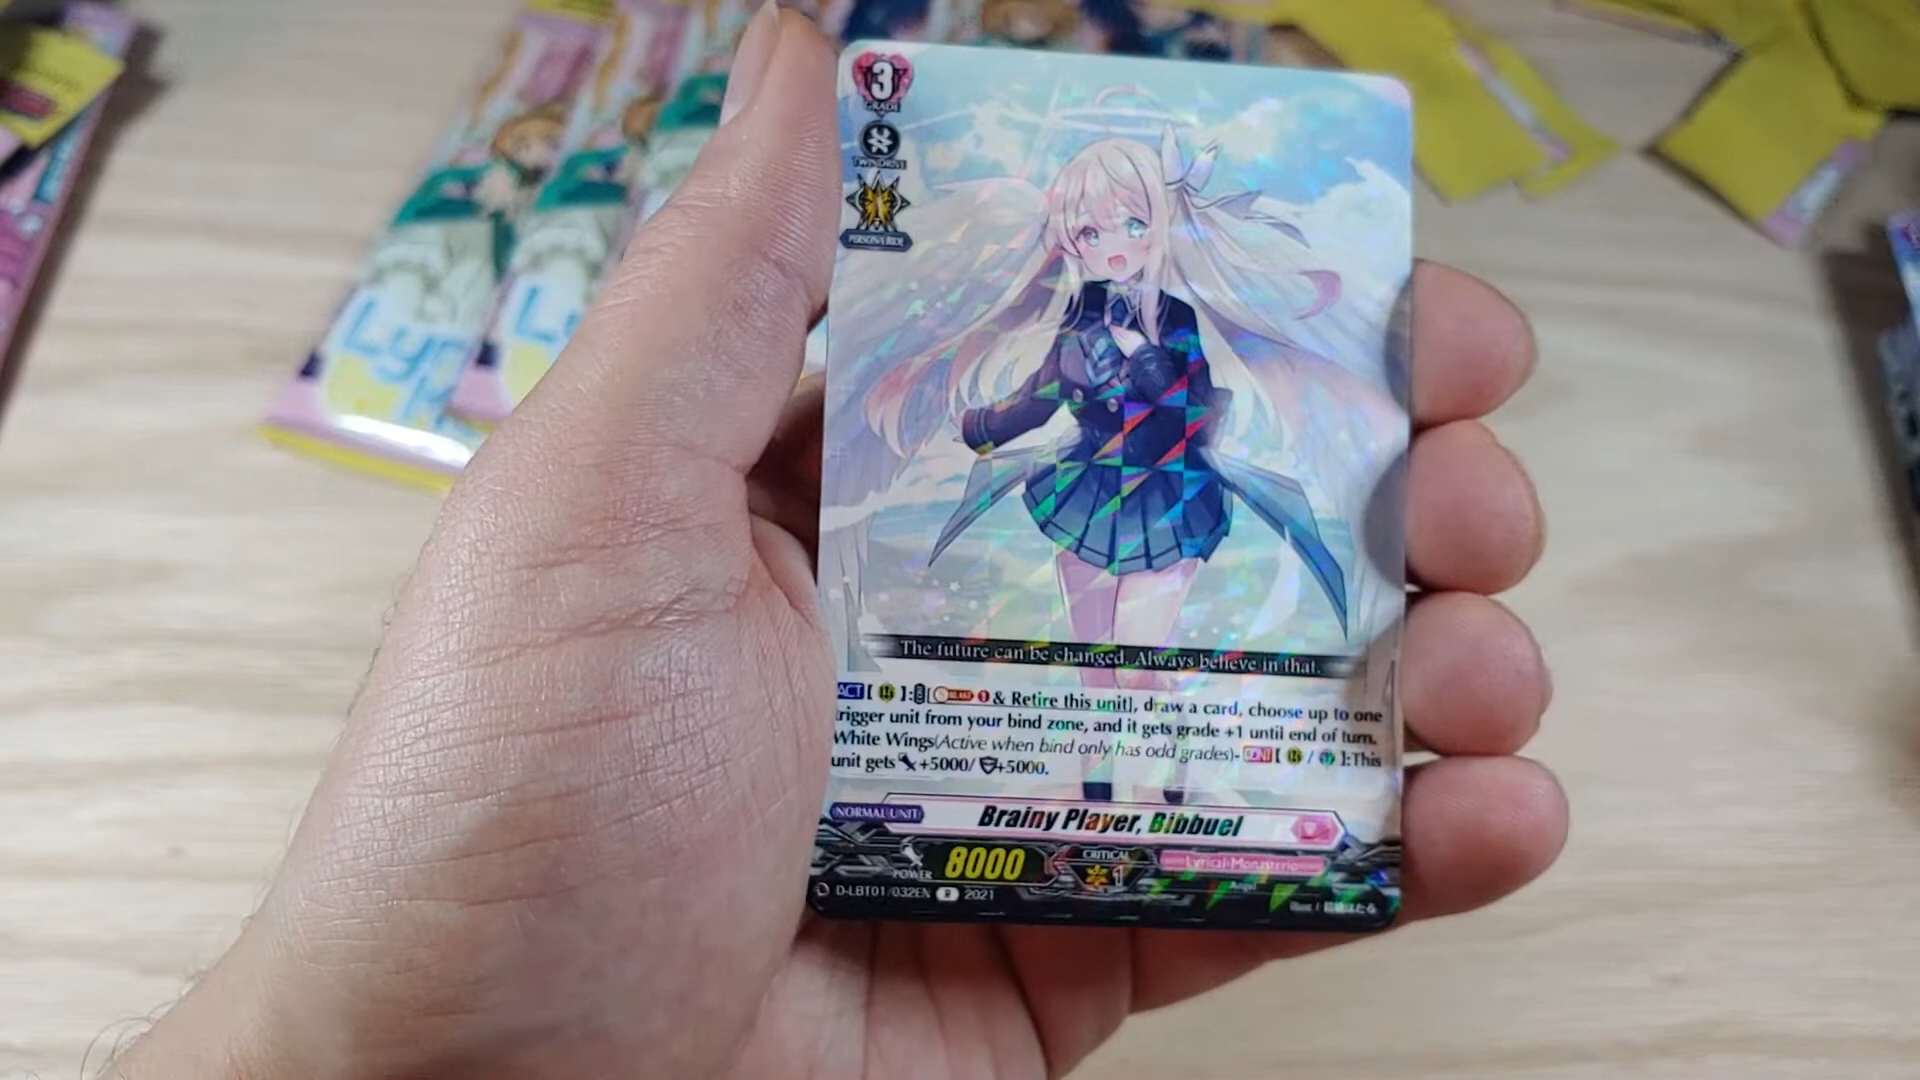 3
GRADE
TWIN DRIVE
PERSONA RIDE
The future can be changed. Always believe in that.
ACT【 】:[ & Retire this unit], draw a card, choose up to one
trigger unit from your bind zone, and it gets grade +1 until end of turn.
White Wings(Active when bind only has odd grades)- CONT【 / 】:This
unit gets +5000/ +5000.
NORMAL UNIT
Brainy Player, Bibbuel
POWER 8000 CRITICAL 1
Lyrical Monasterio
Angel
D-LBT01/032EN R 2021
Illust /
Ly